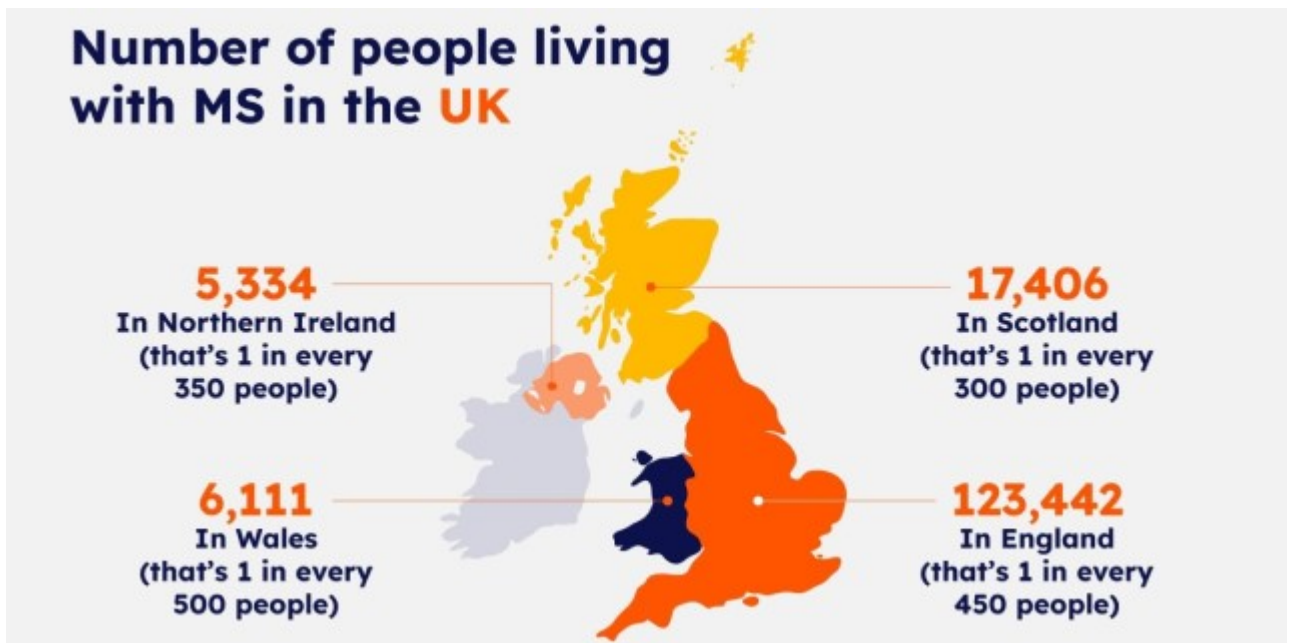 Number of people living
with MS in the UK
5,334
In Northern Ireland
(that's 1 in every
350 people)
17,406
In Scotland
(that's 1 in every
300 people)
6,111
In Wales
(that's 1 in every
500 people)
123,442
In England
(that's 1 in every
450 people)